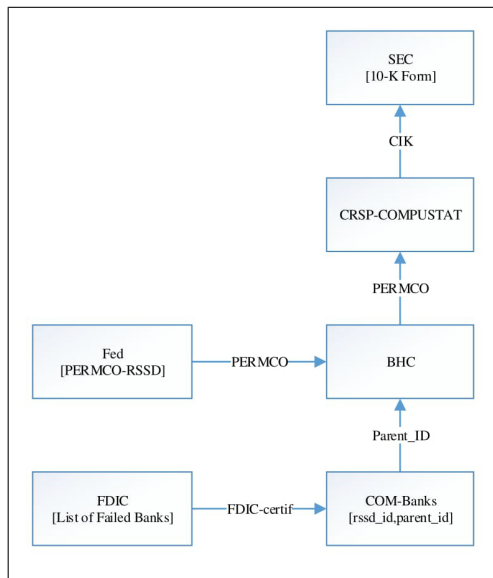 SEC
[10-K Form]
CIK
CRSP-COMPUSTAT
PERMCO
Fed
[PERMCO-RSSD]
PERMCO
BHC
Parent_ID
FDIC
[List of Failed Banks]
FDIC-certif
COM-Banks
[rssd_id,parent_id]